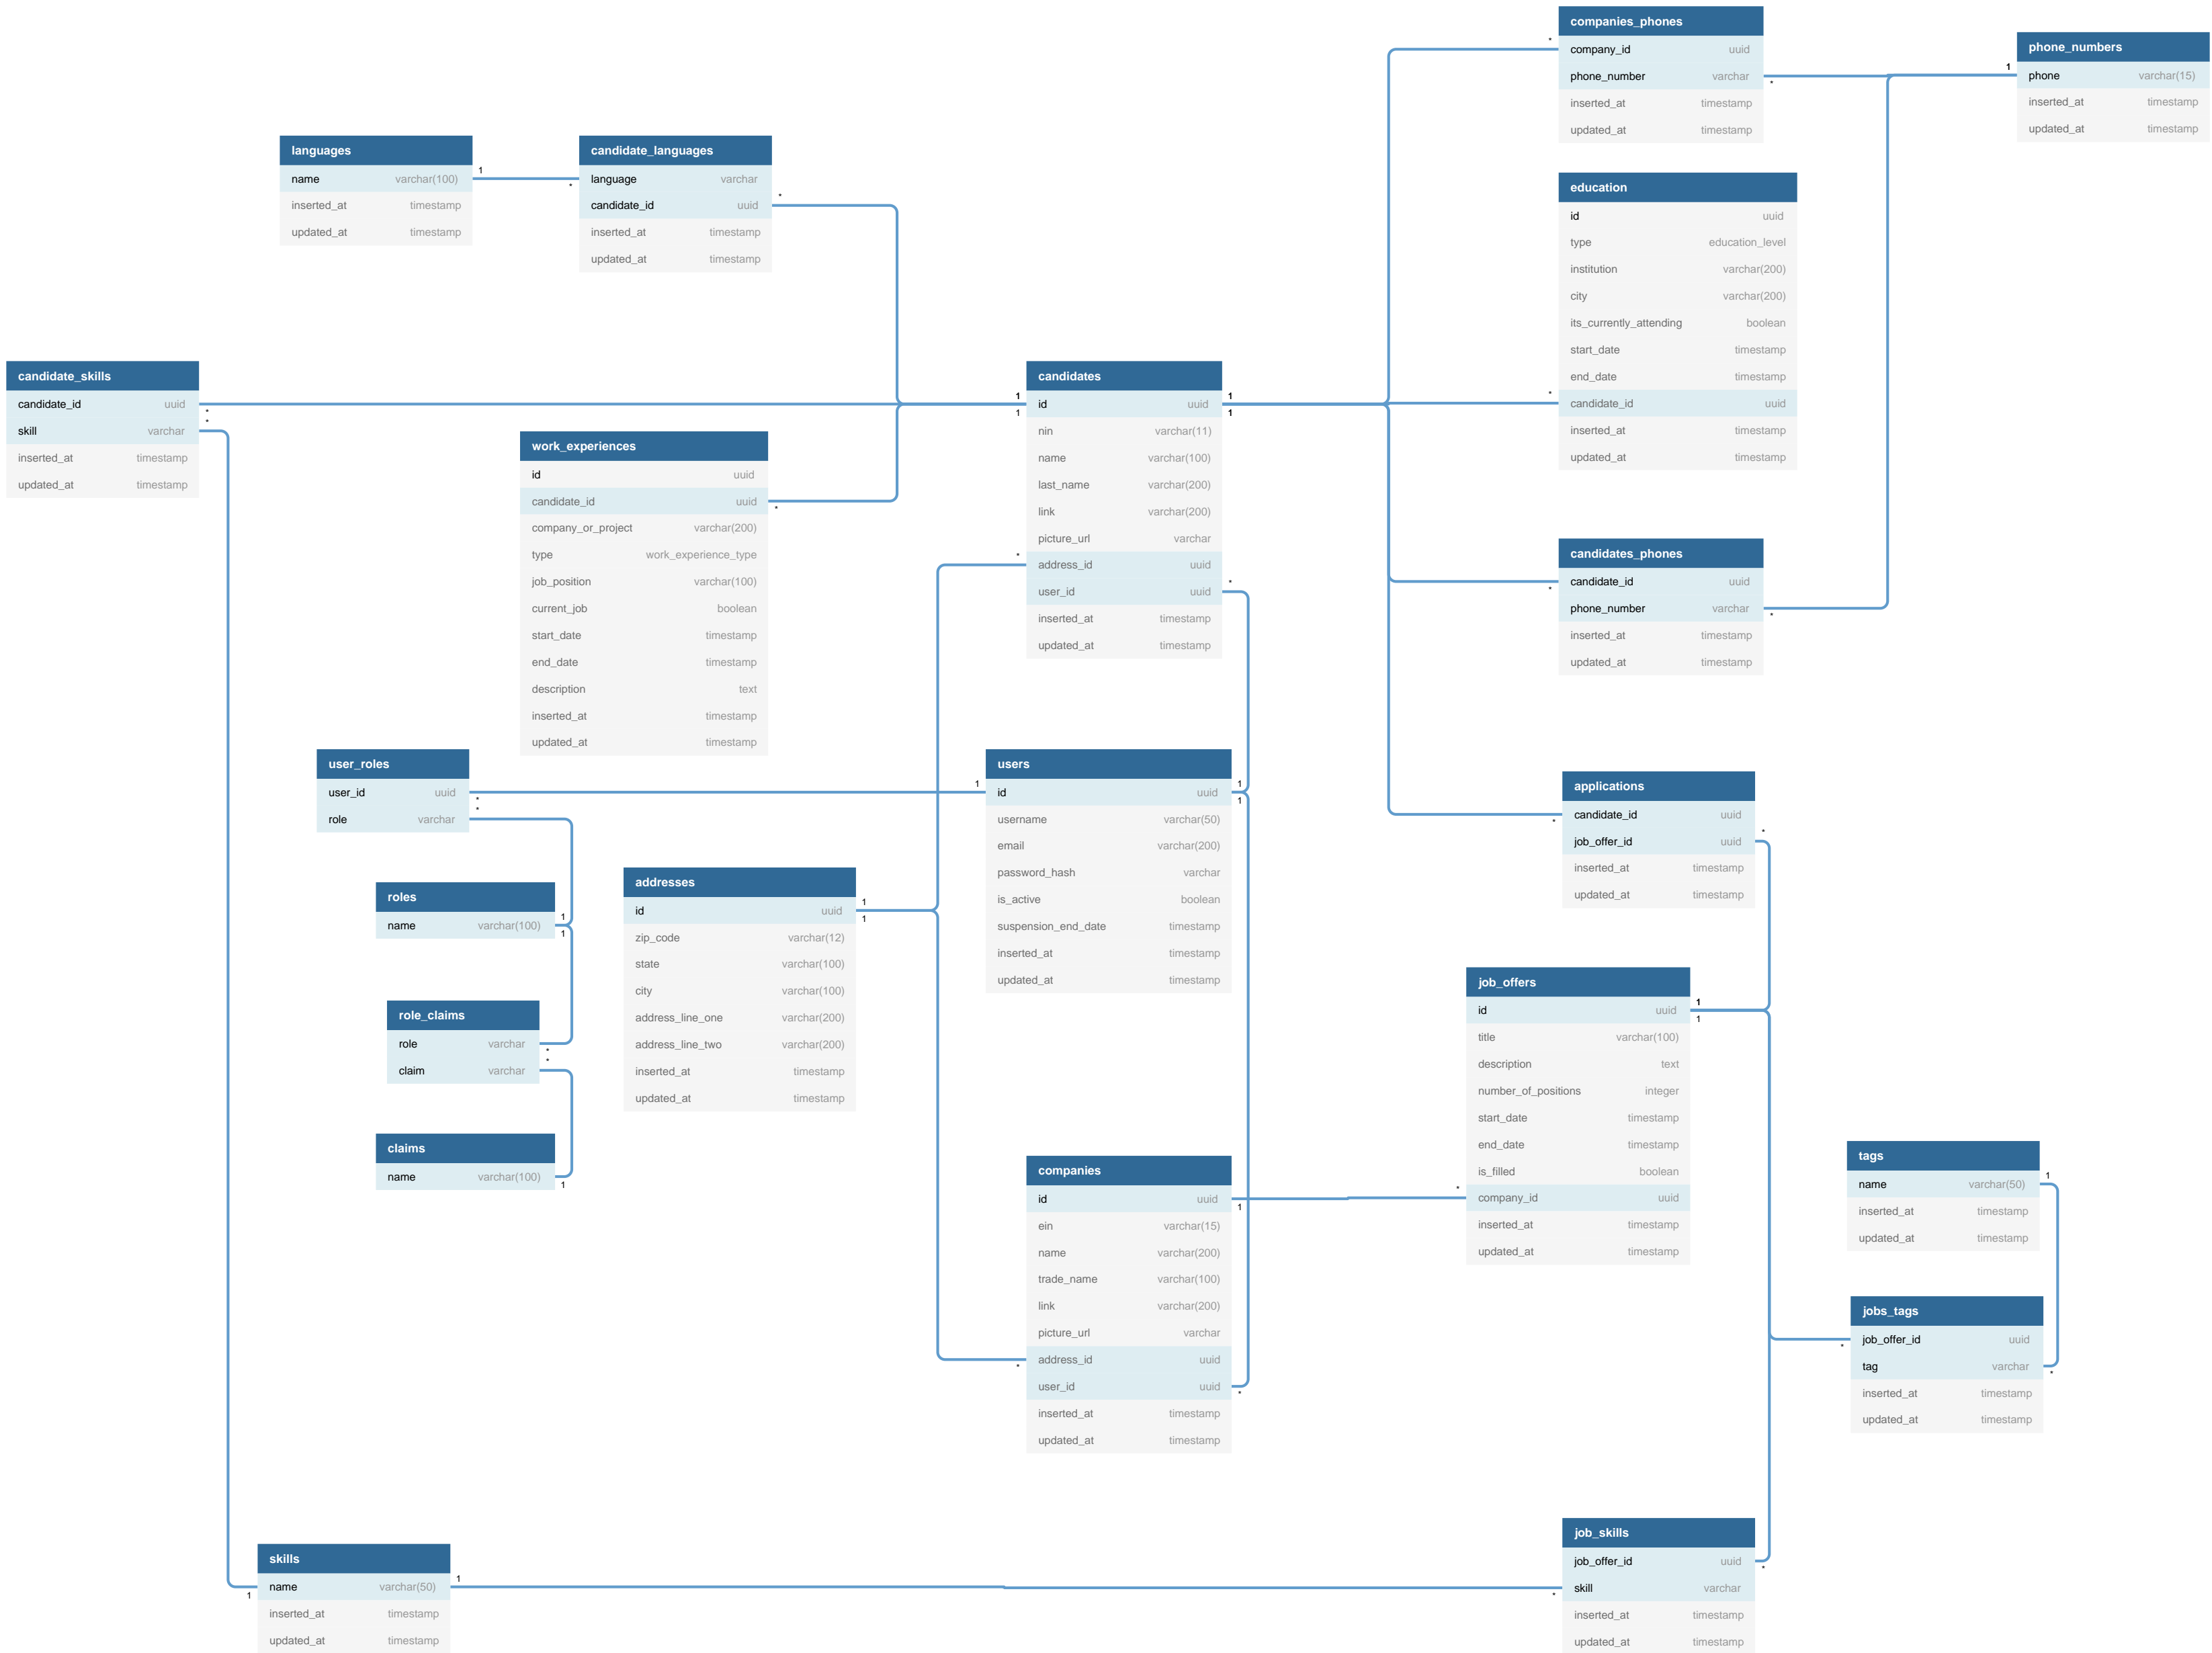 companies_phones
company_id uuid
phone_number varchar
inserted_at timestamp
updated_at timestamp
phone_numbers
phone varchar(15)
inserted_at timestamp
updated_at timestamp
languages
name varchar(100)
inserted_at timestamp
updated_at timestamp
candidate_languages
language varchar
candidate_id uuid
inserted_at timestamp
updated_at timestamp
education
id uuid
type education_level
institution varchar(200)
city varchar(200)
its_currently_attending boolean
start_date timestamp
end_date timestamp
candidate_id uuid
inserted_at timestamp
updated_at timestamp
candidate_skills
candidate_id uuid
skill varchar
inserted_at timestamp
updated_at timestamp
candidates
id uuid
nin varchar(11)
name varchar(100)
last_name varchar(200)
link varchar(200)
picture_url varchar
address_id uuid
user_id uuid
inserted_at timestamp
updated_at timestamp
work_experiences
id uuid
candidate_id uuid
company_or_project varchar(200)
type work_experience_type
job_position varchar(100)
current_job boolean
start_date timestamp
end_date timestamp
description text
inserted_at timestamp
updated_at timestamp
candidates_phones
candidate_id uuid
phone_number varchar
inserted_at timestamp
updated_at timestamp
user_roles
user_id uuid
role varchar
users
id uuid
username varchar(50)
email varchar(200)
password_hash varchar
is_active boolean
suspension_end_date timestamp
inserted_at timestamp
updated_at timestamp
applications
candidate_id uuid
job_offer_id uuid
inserted_at timestamp
updated_at timestamp
roles
name varchar(100)
addresses
id uuid
zip_code varchar(12)
state varchar(100)
city varchar(100)
address_line_one varchar(200)
address_line_two varchar(200)
inserted_at timestamp
updated_at timestamp
job_offers
id uuid
title varchar(100)
description text
number_of_positions integer
start_date timestamp
end_date timestamp
is_filled boolean
company_id uuid
inserted_at timestamp
updated_at timestamp
role_claims
role varchar
claim varchar
claims
name varchar(100)
companies
id uuid
ein varchar(15)
name varchar(200)
trade_name varchar(100)
link varchar(200)
picture_url varchar
address_id uuid
user_id uuid
inserted_at timestamp
updated_at timestamp
tags
name varchar(50)
inserted_at timestamp
updated_at timestamp
jobs_tags
job_offer_id uuid
tag varchar
inserted_at timestamp
updated_at timestamp
skills
name varchar(50)
inserted_at timestamp
updated_at timestamp
job_skills
job_offer_id uuid
skill varchar
inserted_at timestamp
updated_at timestamp
1
*